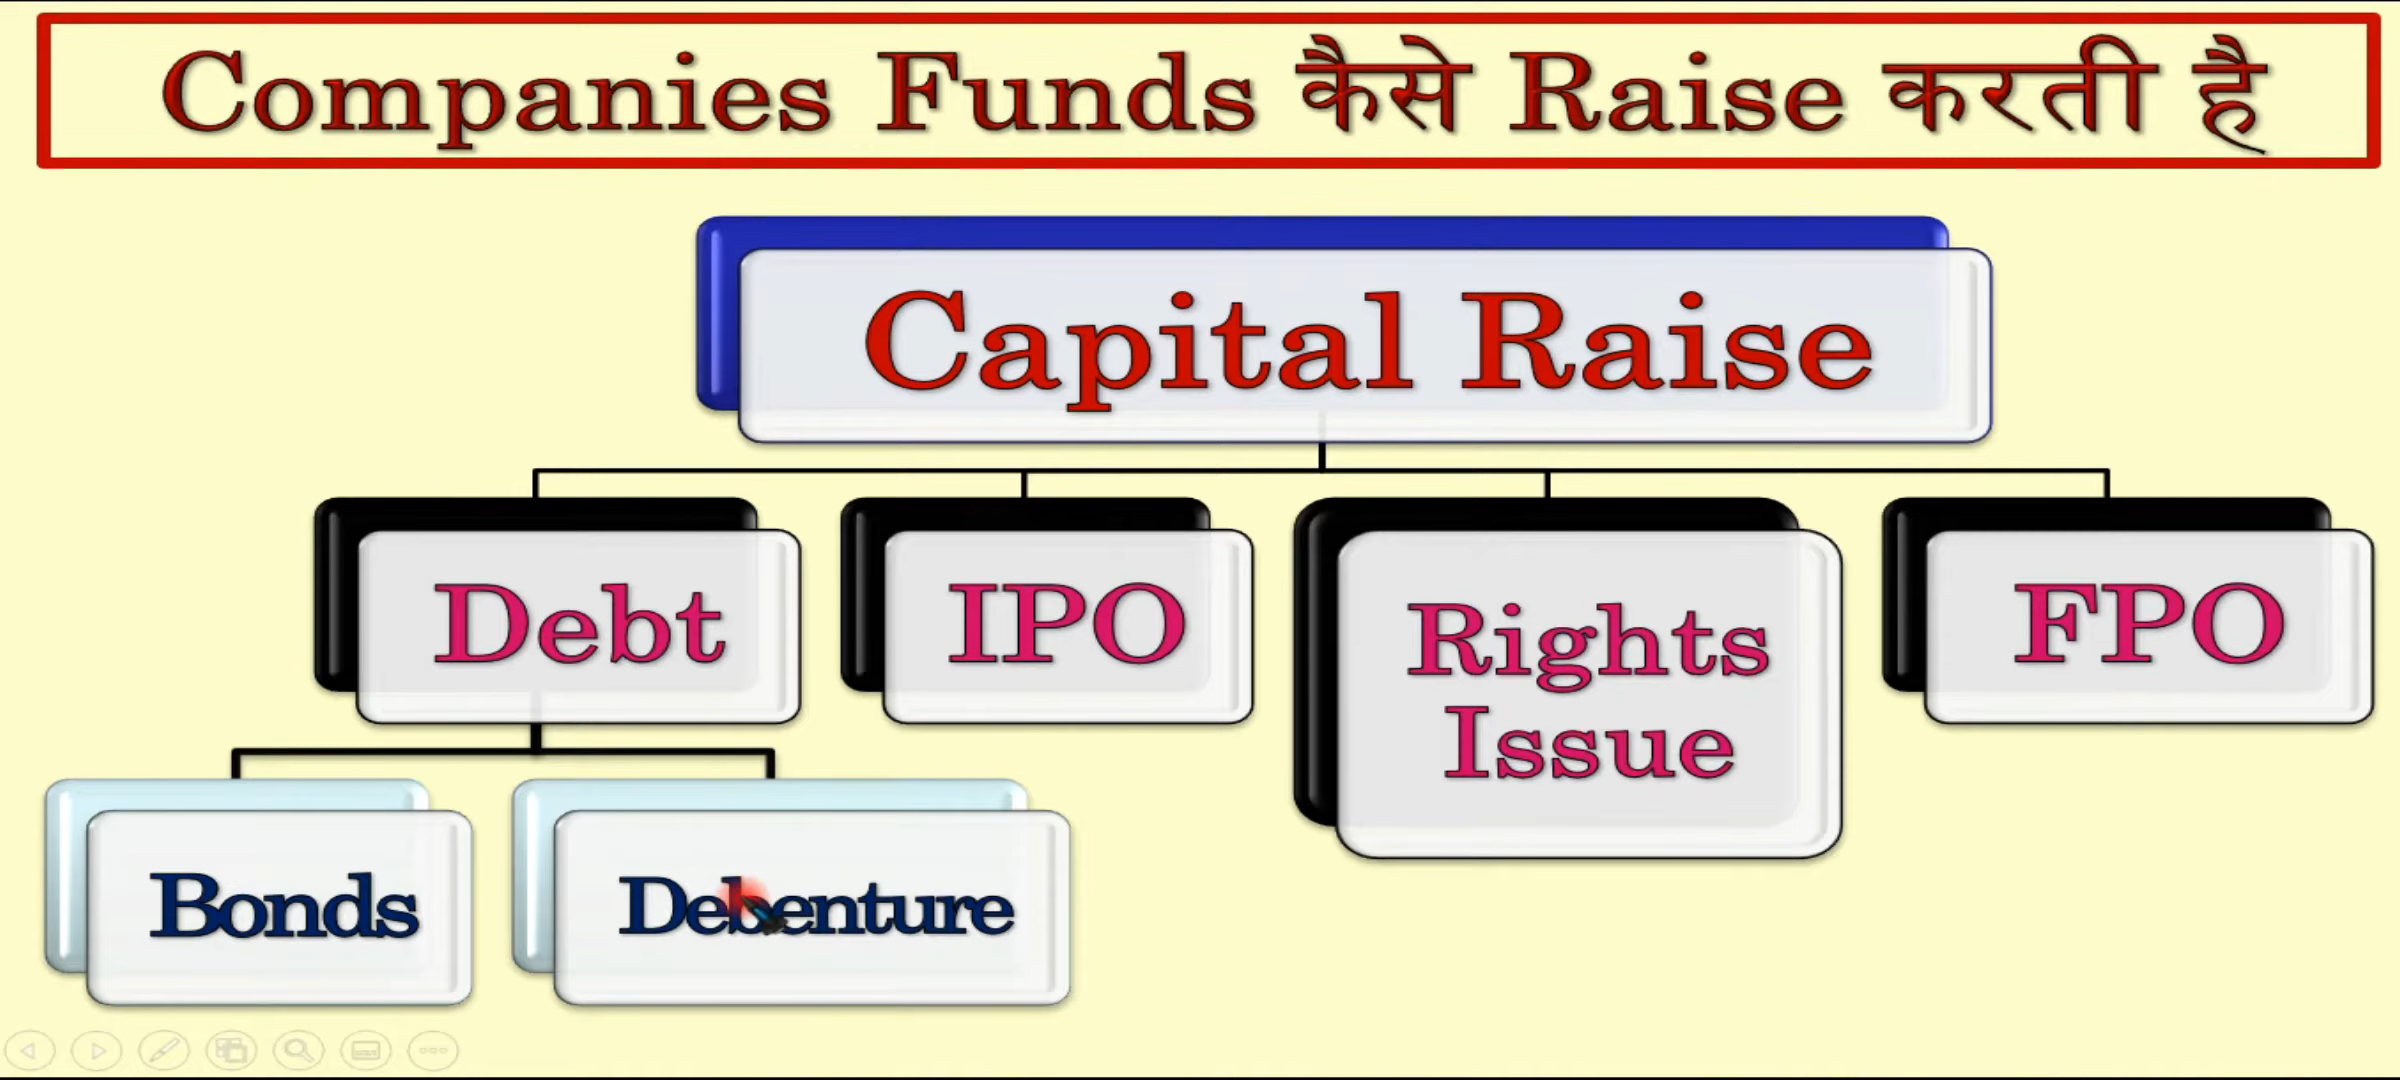 Companies Funds कैसे Raise करती है
Capital Raise
Debt
IPO
Rights
Issue
FPO
Bonds
Debenture